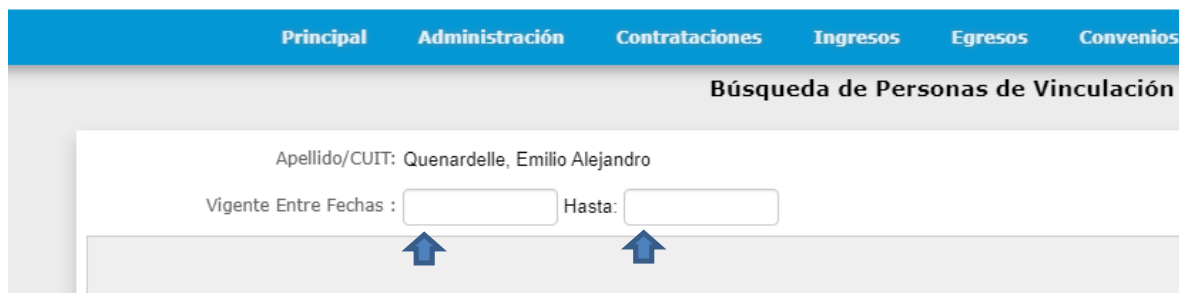 Principal Administración Contrataciones Ingresos Egresos Convenios
Búsqueda de Personas de Vinculación
Apellido/CUIT: Quenardelle, Emilio Alejandro
Vigente Entre Fechas : Hasta: